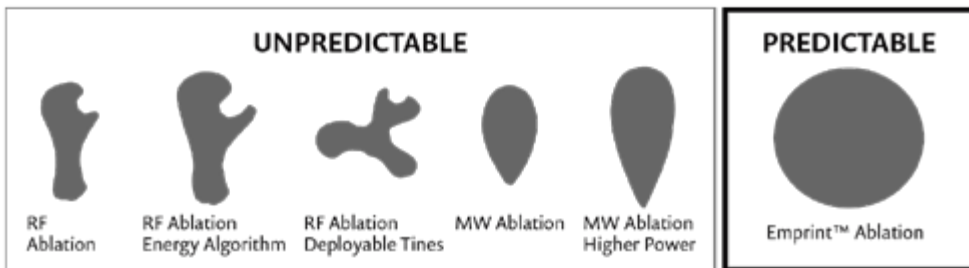 UNPREDICTABLE
PREDICTABLE
RF
Ablation
RF Ablation
Energy Algorithm
RF Ablation
Deployable Tines
MW Ablation
MW Ablation
Higher Power
Emprint™ Ablation